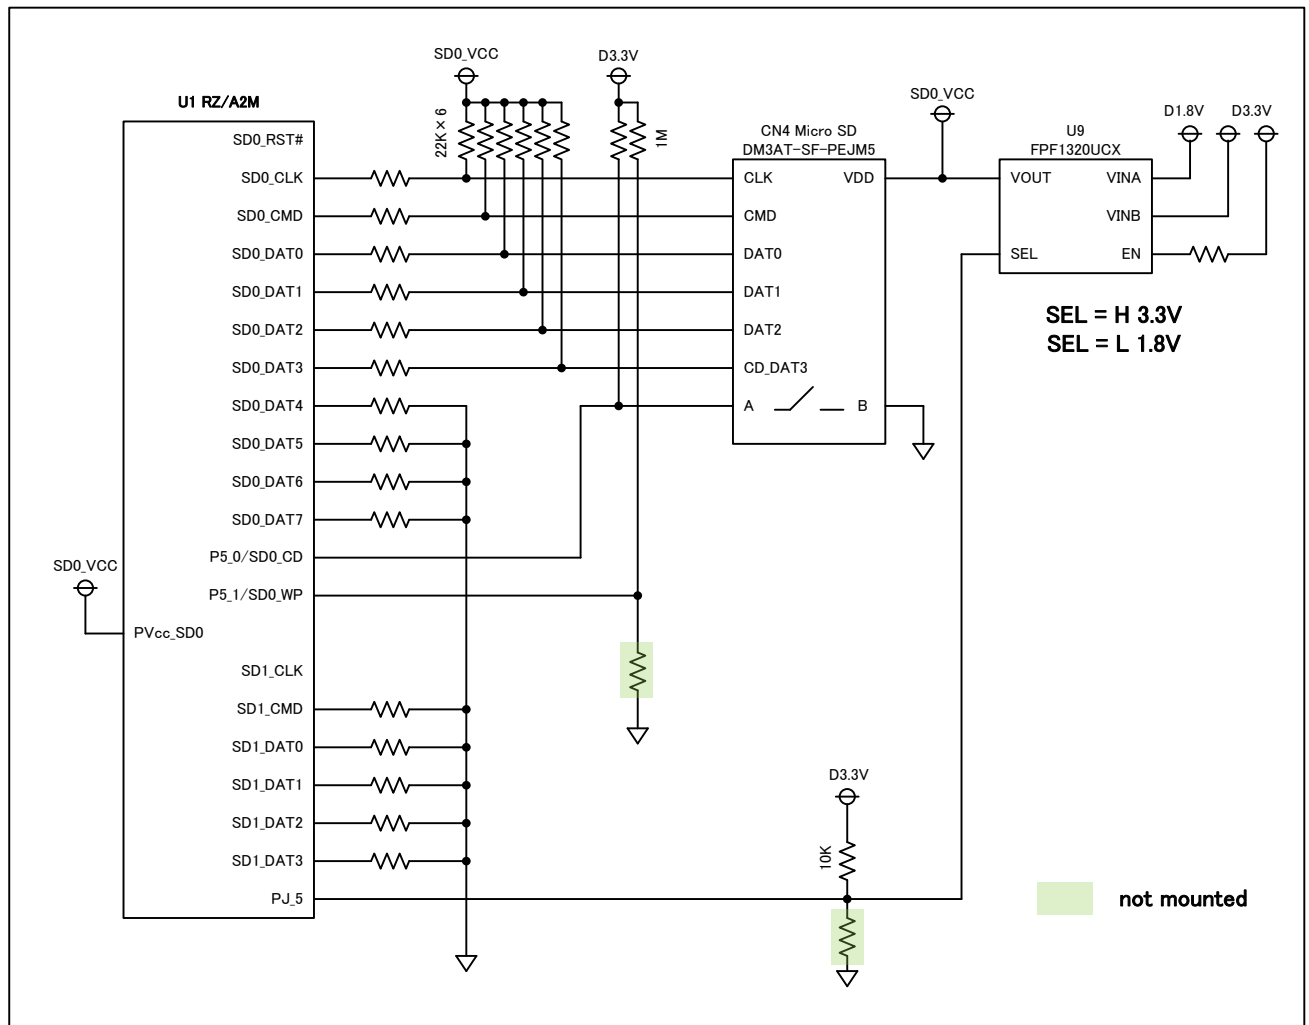 SD0_VCC
D3.3V
U1 RZ/A2M
22K×6
1M
SD0_RST#
SD0_CLK
SD0_CMD
SD0_DAT0
SD0_DAT1
SD0_DAT2
SD0_DAT3
SD0_DAT4
SD0_DAT5
SD0_DAT6
SD0_DAT7
P5_0/SD0_CD
P5_1/SD0_WP
SD0_VCC
PVcc_SD0
SD1_CLK
SD1_CMD
SD1_DAT0
SD1_DAT1
SD1_DAT2
SD1_DAT3
PJ_5
CN4 Micro SD
DM3AT-SF-PEJM5
CLK
VDD
CMD
DAT0
DAT1
DAT2
CD_DAT3
A
B
SD0_VCC
D1.8V
D3.3V
U9
FPF1320UCX
VOUT
VINA
VINB
SEL
EN
SEL = H 3.3V
SEL = L 1.8V
D3.3V
10K
not mounted